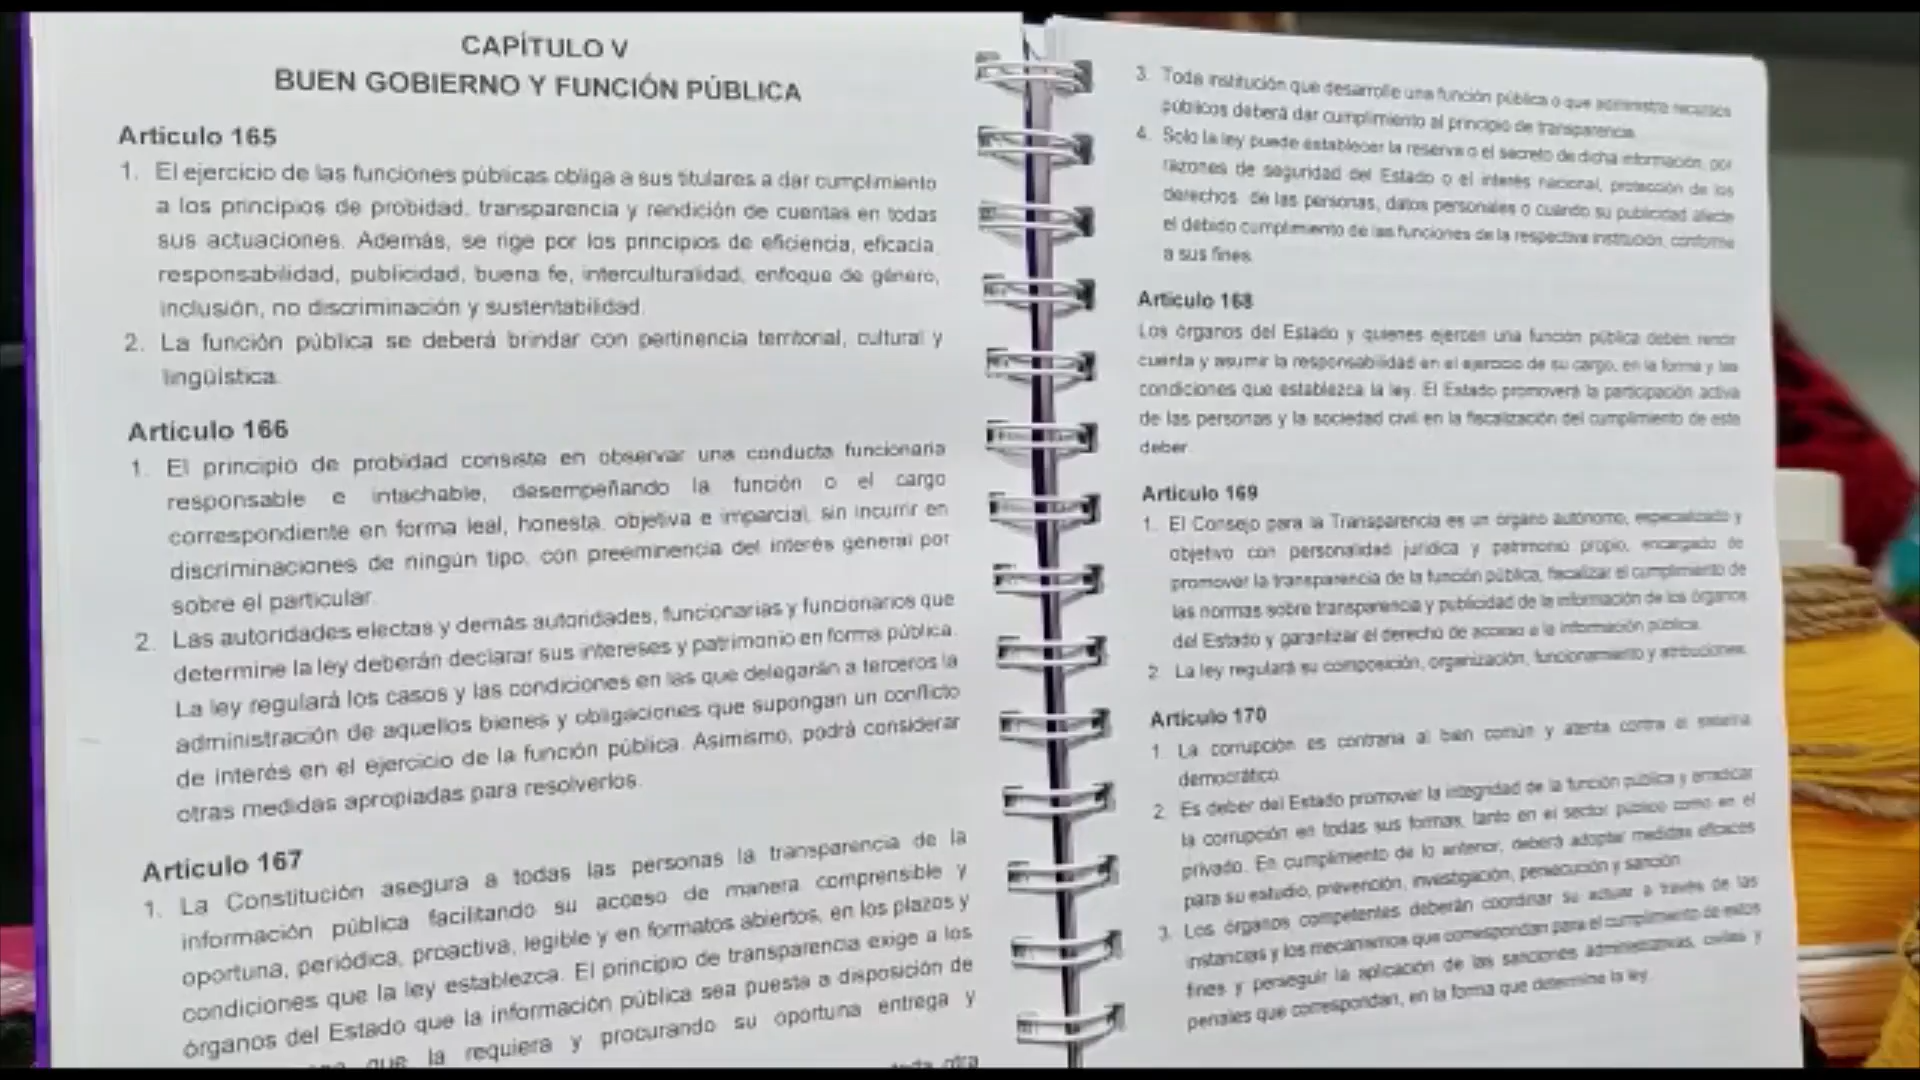 CAPÍTULO V
BUEN GOBIERNO Y FUNCIÓN PÚBLICA
Artículo 165
1. El ejercicio de las funciones públicas obliga a sus titulares a dar cumplimiento
a los principios de probidad, transparencia y rendición de cuentas en todas
sus actuaciones. Además, se rige por los principios de eficiencia, eficacia,
responsabilidad, publicidad, buena fe, interculturalidad, enfoque de género,
inclusión, no discriminación y sustentabilidad.
2. La función pública se deberá brindar con pertinencia territorial, cultural y
lingüística.
Artículo 166
1. El principio de probidad consiste en observar una conducta funcionaria
responsable e intachable, desempeñando la función o el cargo
correspondiente en forma leal, honesta, objetiva e imparcial, sin incurrir en
discriminaciones de ningún tipo, con preeminencia del interés general por
sobre el particular.
2. Las autoridades electas y demás autoridades, funcionarias y funcionarios que
determine la ley deberán declarar sus intereses y patrimonio en forma pública.
La ley regulará los casos y las condiciones en las que delegarán a terceros la
administración de aquellos bienes y obligaciones que supongan un conflicto
de interés en el ejercicio de la función pública. Asimismo, podrá considerar
otras medidas apropiadas para resolverlos.
Artículo 167
1. La Constitución asegura a todas las personas la transparencia de la
información pública facilitando su acceso de manera comprensible y
oportuna, periódica, proactiva, legible y en formatos abiertos, en los plazos y
condiciones que la ley establezca. El principio de transparencia exige a los
órganos del Estado que la información pública sea puesta a disposición de
que la requiera y procurando su oportuna entrega y
toda otra
3. Toda institución que desarrolle una función pública o que administre recursos
públicos deberá dar cumplimiento al principio de transparencia.
4. Solo la ley puede establecer la reserva o el secreto de dicha información, por
razones de seguridad del Estado o el interés nacional, protección de los
derechos de las personas, datos personales o cuando su publicidad afecte
el debido cumplimiento de las funciones de la respectiva institución, conforme
a sus fines.
Artículo 168
Los órganos del Estado y quienes ejercen una función pública deben rendir
cuenta y asumir la responsabilidad en el ejercicio de su cargo, en la forma y las
condiciones que establezca la ley. El Estado promoverá la participación activa
de las personas y la sociedad civil en la fiscalización del cumplimiento de este
deber.
Artículo 169
1. El Consejo para la Transparencia es un órgano autónomo, especializado y
objetivo con personalidad jurídica y patrimonio propio, encargado de
promover la transparencia de la función pública, fiscalizar el cumplimiento de
las normas sobre transparencia y publicidad de la información de los órganos
del Estado y garantizar el derecho de acceso a la información pública.
2. La ley regulará su composición, organización, funcionamiento y atribuciones.
Artículo 170
1. La corrupción es contraria al bien común y atenta contra el sistema
democrático.
2. Es deber del Estado promover la integridad de la función pública y erradicar
la corrupción en todas sus formas, tanto en el sector público como en el
privado. En cumplimiento de lo anterior, deberá adoptar medidas eficaces
para su estudio, prevención, investigación, persecución y sanción.
3. Los órganos competentes deberán coordinar su actuar a través de las
instancias y los mecanismos que correspondan para el cumplimiento de estos
fines y perseguir la aplicación de las sanciones administrativas, civiles y
penales que correspondan, en la forma que determine la ley.